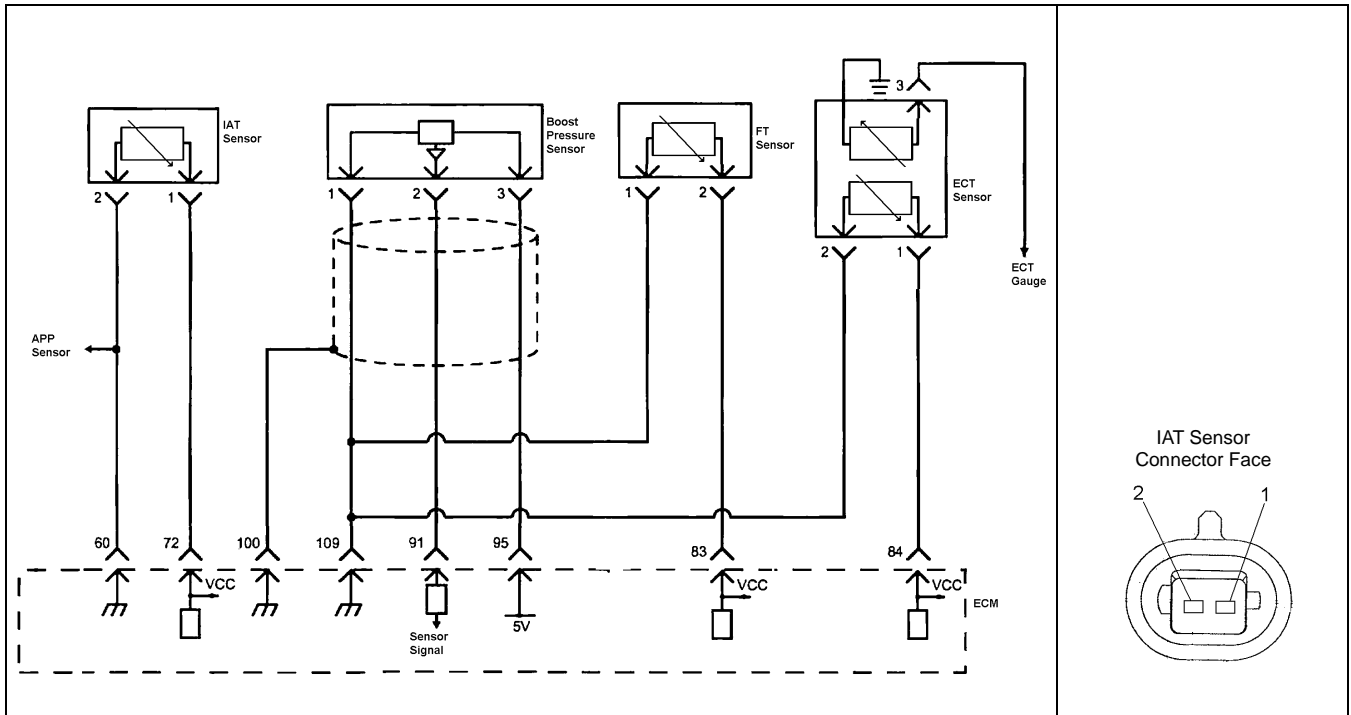 3
IAT
Sensor
Boost
Pressure
Sensor
FT
Sensor
ECT
Sensor
2 1
1 2 3
1 2
2 1
ECT
Gauge
APP
Sensor
60 72 100 109 91 95 83 84
VCC
VCC
VCC
ECM
5V
Sensor
Signal
IAT Sensor
Connector Face
2 1